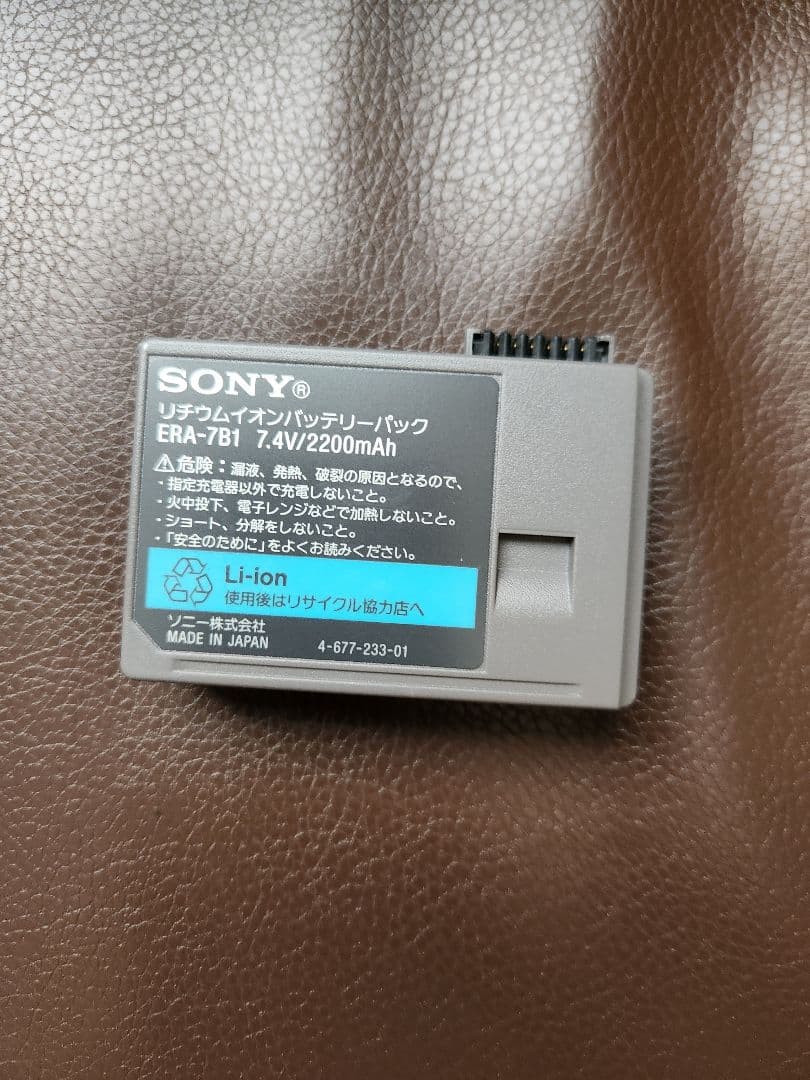 SONY®
リチウムイオンバッテリーパック
ERA-7B1 7.4V/2200mAh
⚠危険：漏液、発熱、破裂の原因となるので、
・指定充電器以外で充電しないこと。
・火中投下、電子レンジなどで加熱しないこと。
・ショート、分解をしないこと。
・「安全のために」をよくお読みください。
Li-ion
使用後はリサイクル協力店へ
ソニー株式会社
MADE IN JAPAN 4-677-233-01